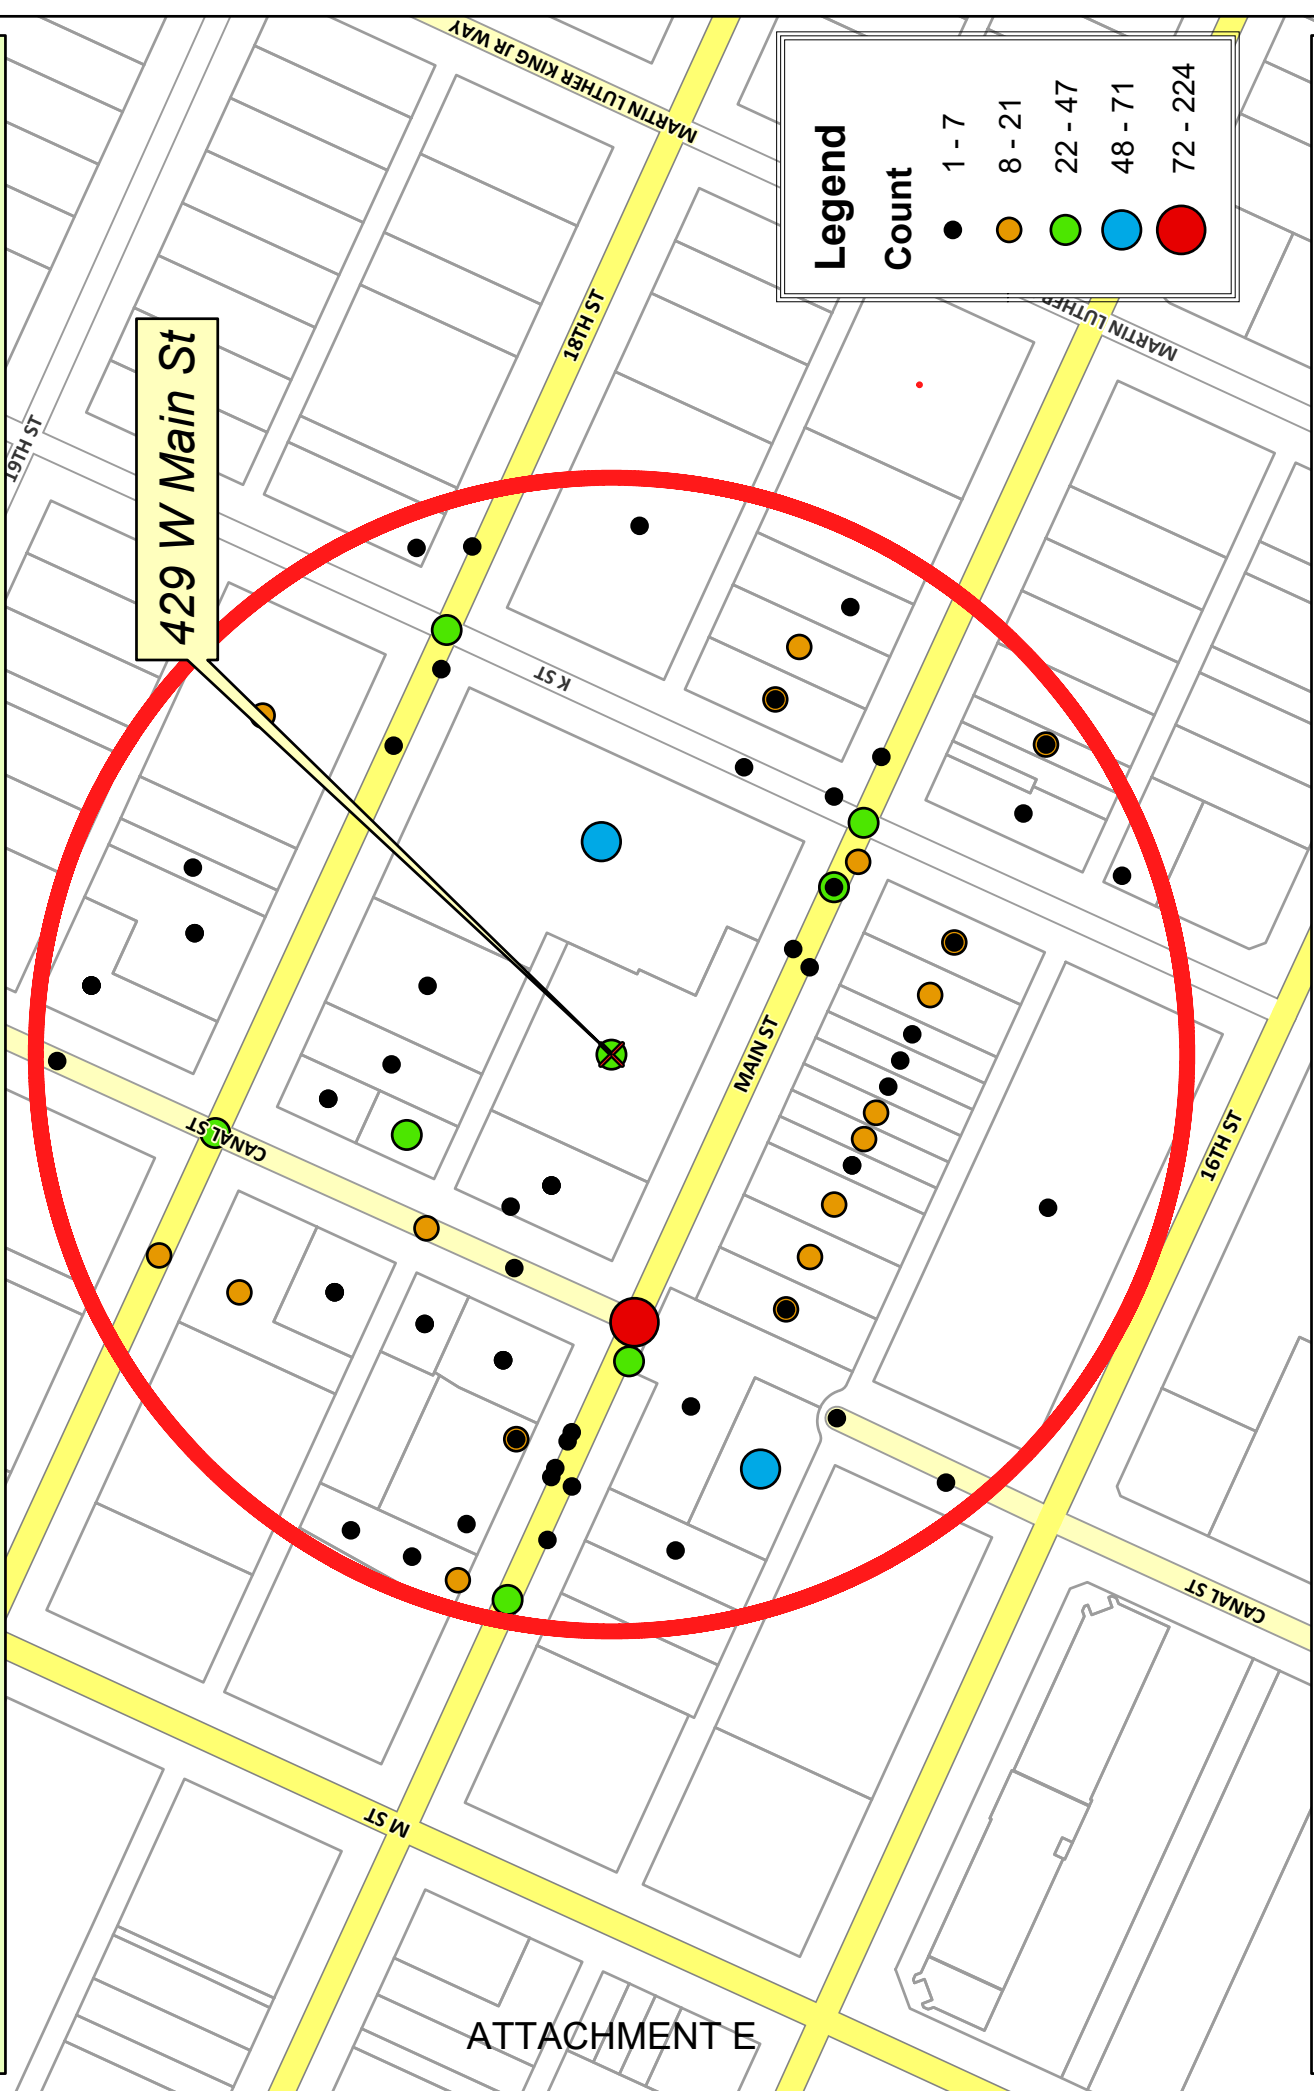 MARTIN LUTHER KING JR WAY
Legend
Count
1 - 7
8 - 21
22 - 47
48 - 71
72 - 224
MARTIN LUTHER
18TH ST
19TH ST
429 W Main St
K ST
MAIN ST
CANAL ST
16TH ST
CANAL ST
M ST
ATTACHMENT E